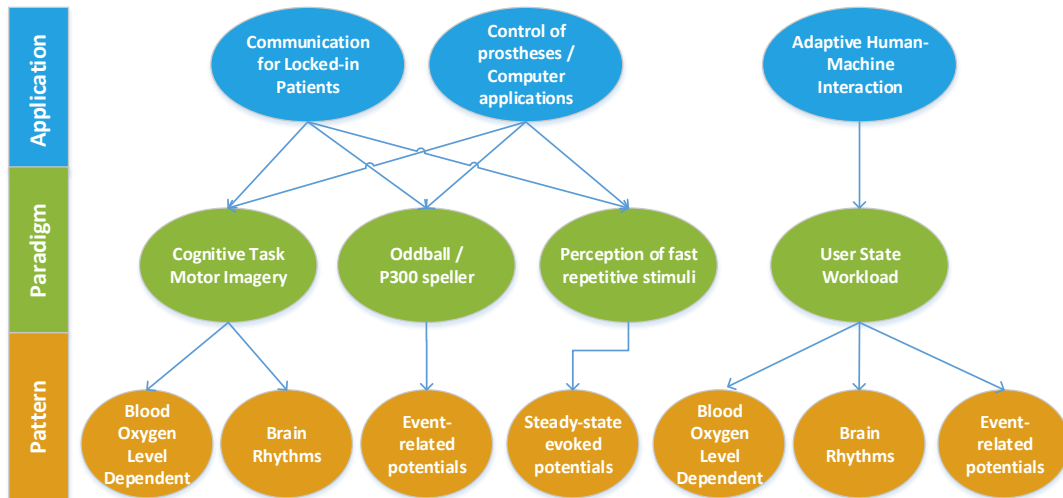 Application
Communication
for Locked-in
Patients
Control of
prostheses /
Computer
applications
Adaptive Human-
Machine
Interaction
Paradigm
Cognitive Task
Motor Imagery
Oddball /
P300 speller
Perception of fast
repetitive stimuli
User State
Workload
Pattern
Blood
Oxygen
Level
Dependent
Brain
Rhythms
Event-
related
potentials
Steady-state
evoked
potentials
Blood
Oxygen
Level
Dependent
Brain
Rhythms
Event-
related
potentials